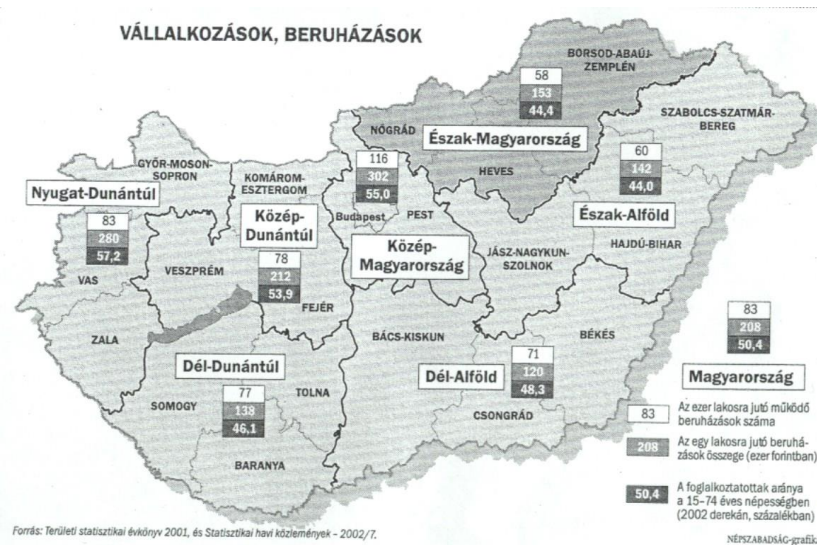 VÁLLALKOZÁSOK, BERUHÁZÁSOK
BORSOD-ABAÚJ-
ZEMPLÉN
58
153
44,4
SZABOLCS-SZATMÁR-
BEREG
NÓGRÁD
Észak-Magyarország
HEVES
60
142
44,0
GYŐR-MOSON-
SOPRON
KOMÁROM-
ESZTERGOM
116
302
55,0
Budapest
PEST
Nyugat-Dunántúl
83
280
57,2
VAS
Közép-
Dunántúl
78
212
53,9
VESZPRÉM
FEJÉR
Közép-
Magyarország
Észak-Alföld
HAJDÚ-BIHAR
JÁSZ-NAGYKUN-
SZOLNOK
ZALA
BÁCS-KISKUN
BÉKÉS
Dél-Dunántúl
77
138
46,1
SOMOGY
TOLNA
BARANYA
Dél-Alföld
71
120
48,3
CSONGRÁD
83
208
50,4
Magyarország
83 Az ezer lakosra jutó működő
beruházások száma
208 Az egy lakosra jutó beruhá-
zások összege (ezer forintban)
50,4 A foglalkoztatottak aránya
a 15–74 éves népességben
(2002 derekán, százalékban)
Forrás: Területi statisztikai évkönyv 2001, és Statisztikai havi közlemények – 2002/7.
NÉPSZABADSÁG-grafika